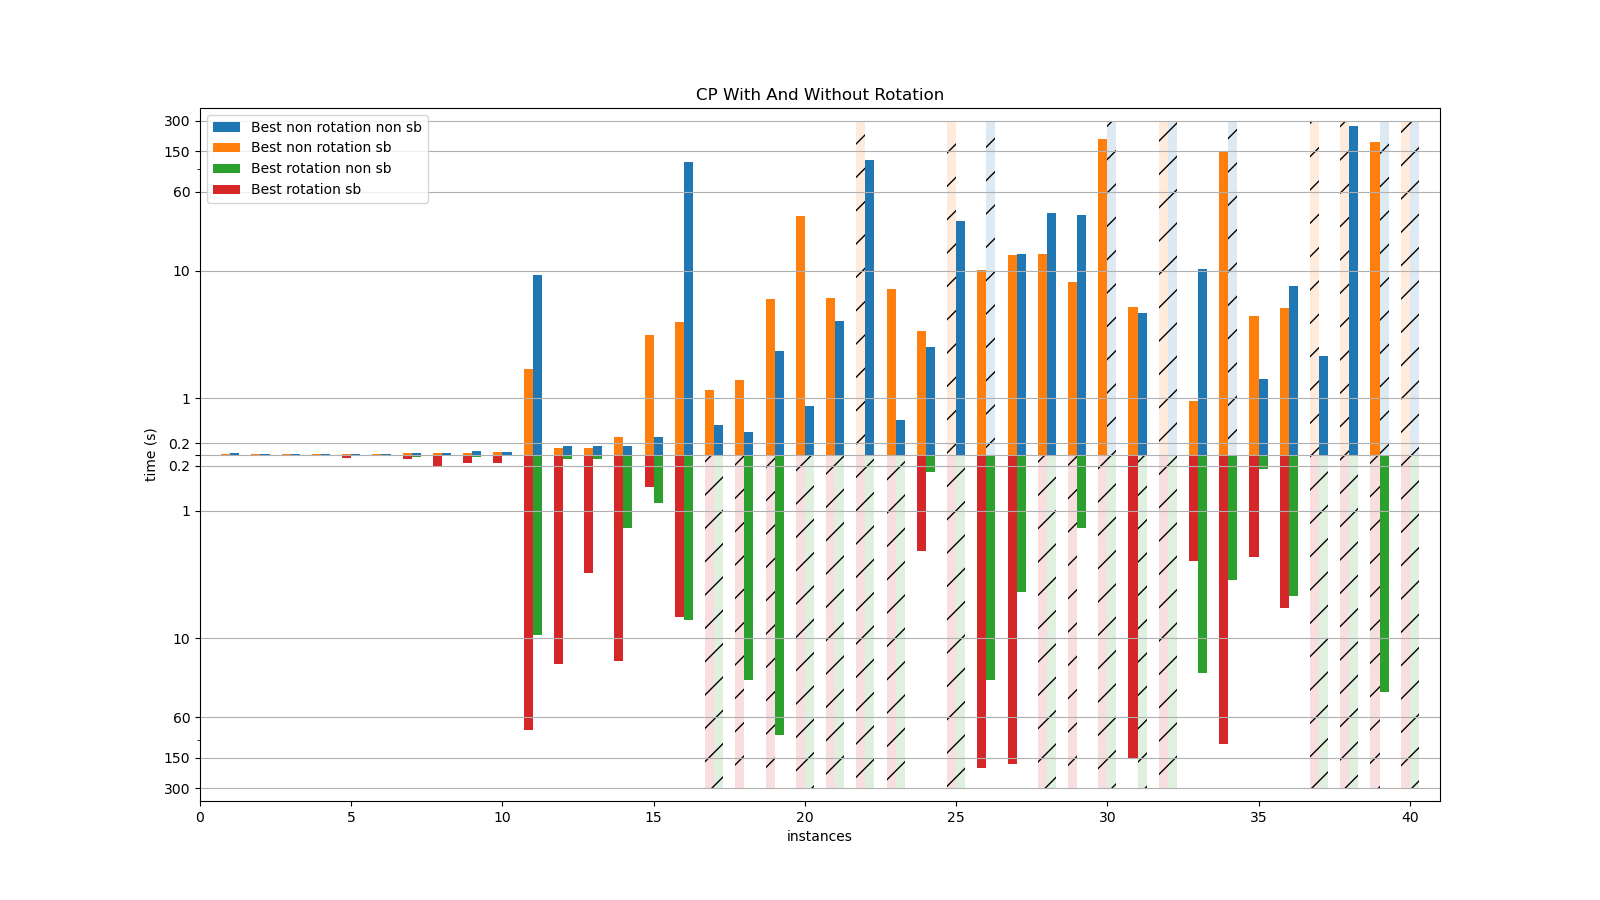 CP With And Without Rotation
300
150
60
10
1
0.2
0.2
1
10
60
150
300
time (s)
Best non rotation non sb
Best non rotation sb
Best rotation non sb
Best rotation sb
0 5 10 15 20 25 30 35 40
instances